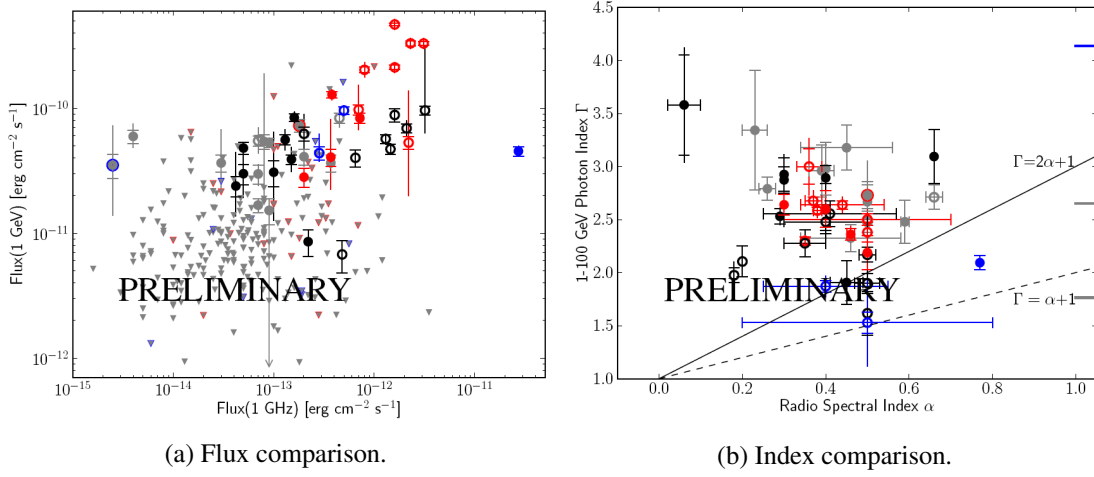 10⁻¹⁰
10⁻¹¹
10⁻¹²
Flux(1 GeV) [erg cm⁻² s⁻¹]
PRELIMINARY
10⁻¹⁵ 10⁻¹⁴ 10⁻¹³ 10⁻¹² 10⁻¹¹
Flux(1 GHz) [erg cm⁻² s⁻¹]
(a) Flux comparison.
4.5
4.0
3.5
3.0
2.5
2.0
1.5
1.0
1-100 GeV Photon Index Γ
Γ=2α+1
PRELIMINARY
Γ = α+1
0.0 0.2 0.4 0.6 0.8 1.0
Radio Spectral Index α
(b) Index comparison.